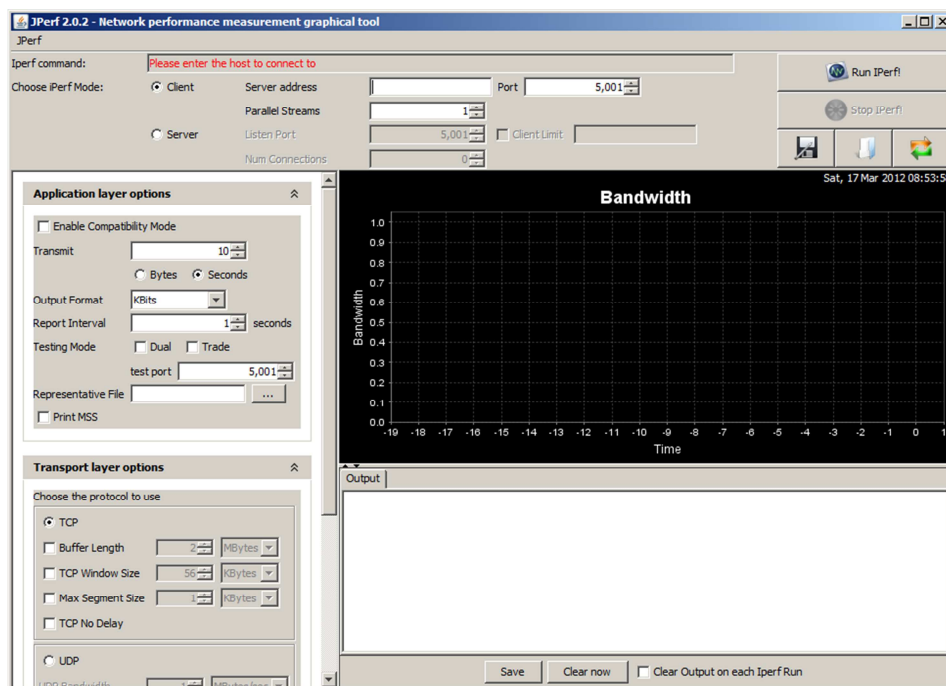 JPerf 2.0.2 - Network performance measurement graphical tool
JPerf
Iperf command: Please enter the host to connect to
Choose iPerf Mode: Client Server address Port 5,001
Parallel Streams 1
Server Listen Port 5,001 Client Limit
Num Connections 0
Run IPerf!
Stop IPerf!
Application layer options
Enable Compatibility Mode
Transmit 10
Bytes Seconds
Output Format KBits
Report Interval 1 seconds
Testing Mode Dual Trade
test port 5,001
Representative File ...
Print MSS
Transport layer options
Choose the protocol to use
TCP
Buffer Length 2 MBytes
TCP Window Size 56 KBytes
Max Segment Size 1 KBytes
TCP No Delay
UDP
UDP Bandwidth 1 MBytes/sec
Sat, 17 Mar 2012 08:53:5
Bandwidth
Bandwidth
1.0
0.9
0.8
0.7
0.6
0.5
0.4
0.3
0.2
0.1
0.0
-19 -18 -17 -16 -15 -14 -13 -12 -11 -10 -9 -8 -7 -6 -5 -4 -3 -2 -1 0 1
Time
Output
Save Clear now Clear Output on each Iperf Run